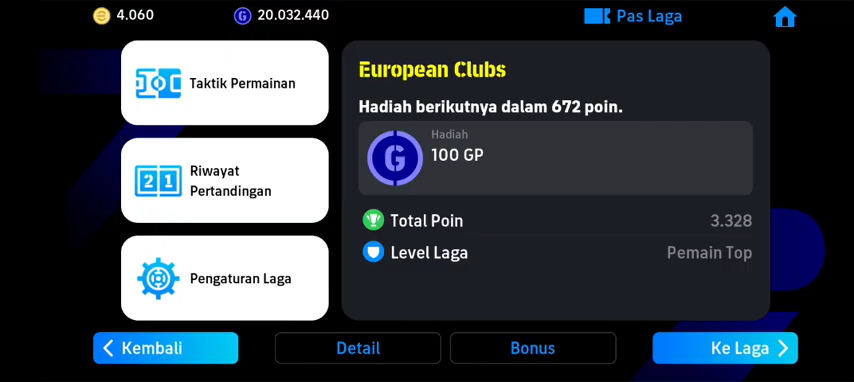 4.060
20.032.440
Pas Laga
Taktik Permainan
Riwayat
Pertandingan
Pengaturan Laga
European Clubs
Hadiah berikutnya dalam 672 poin.
Hadiah
100 GP
Total Poin 3.328
Level Laga Pemain Top
Kembali
Detail
Bonus
Ke Laga